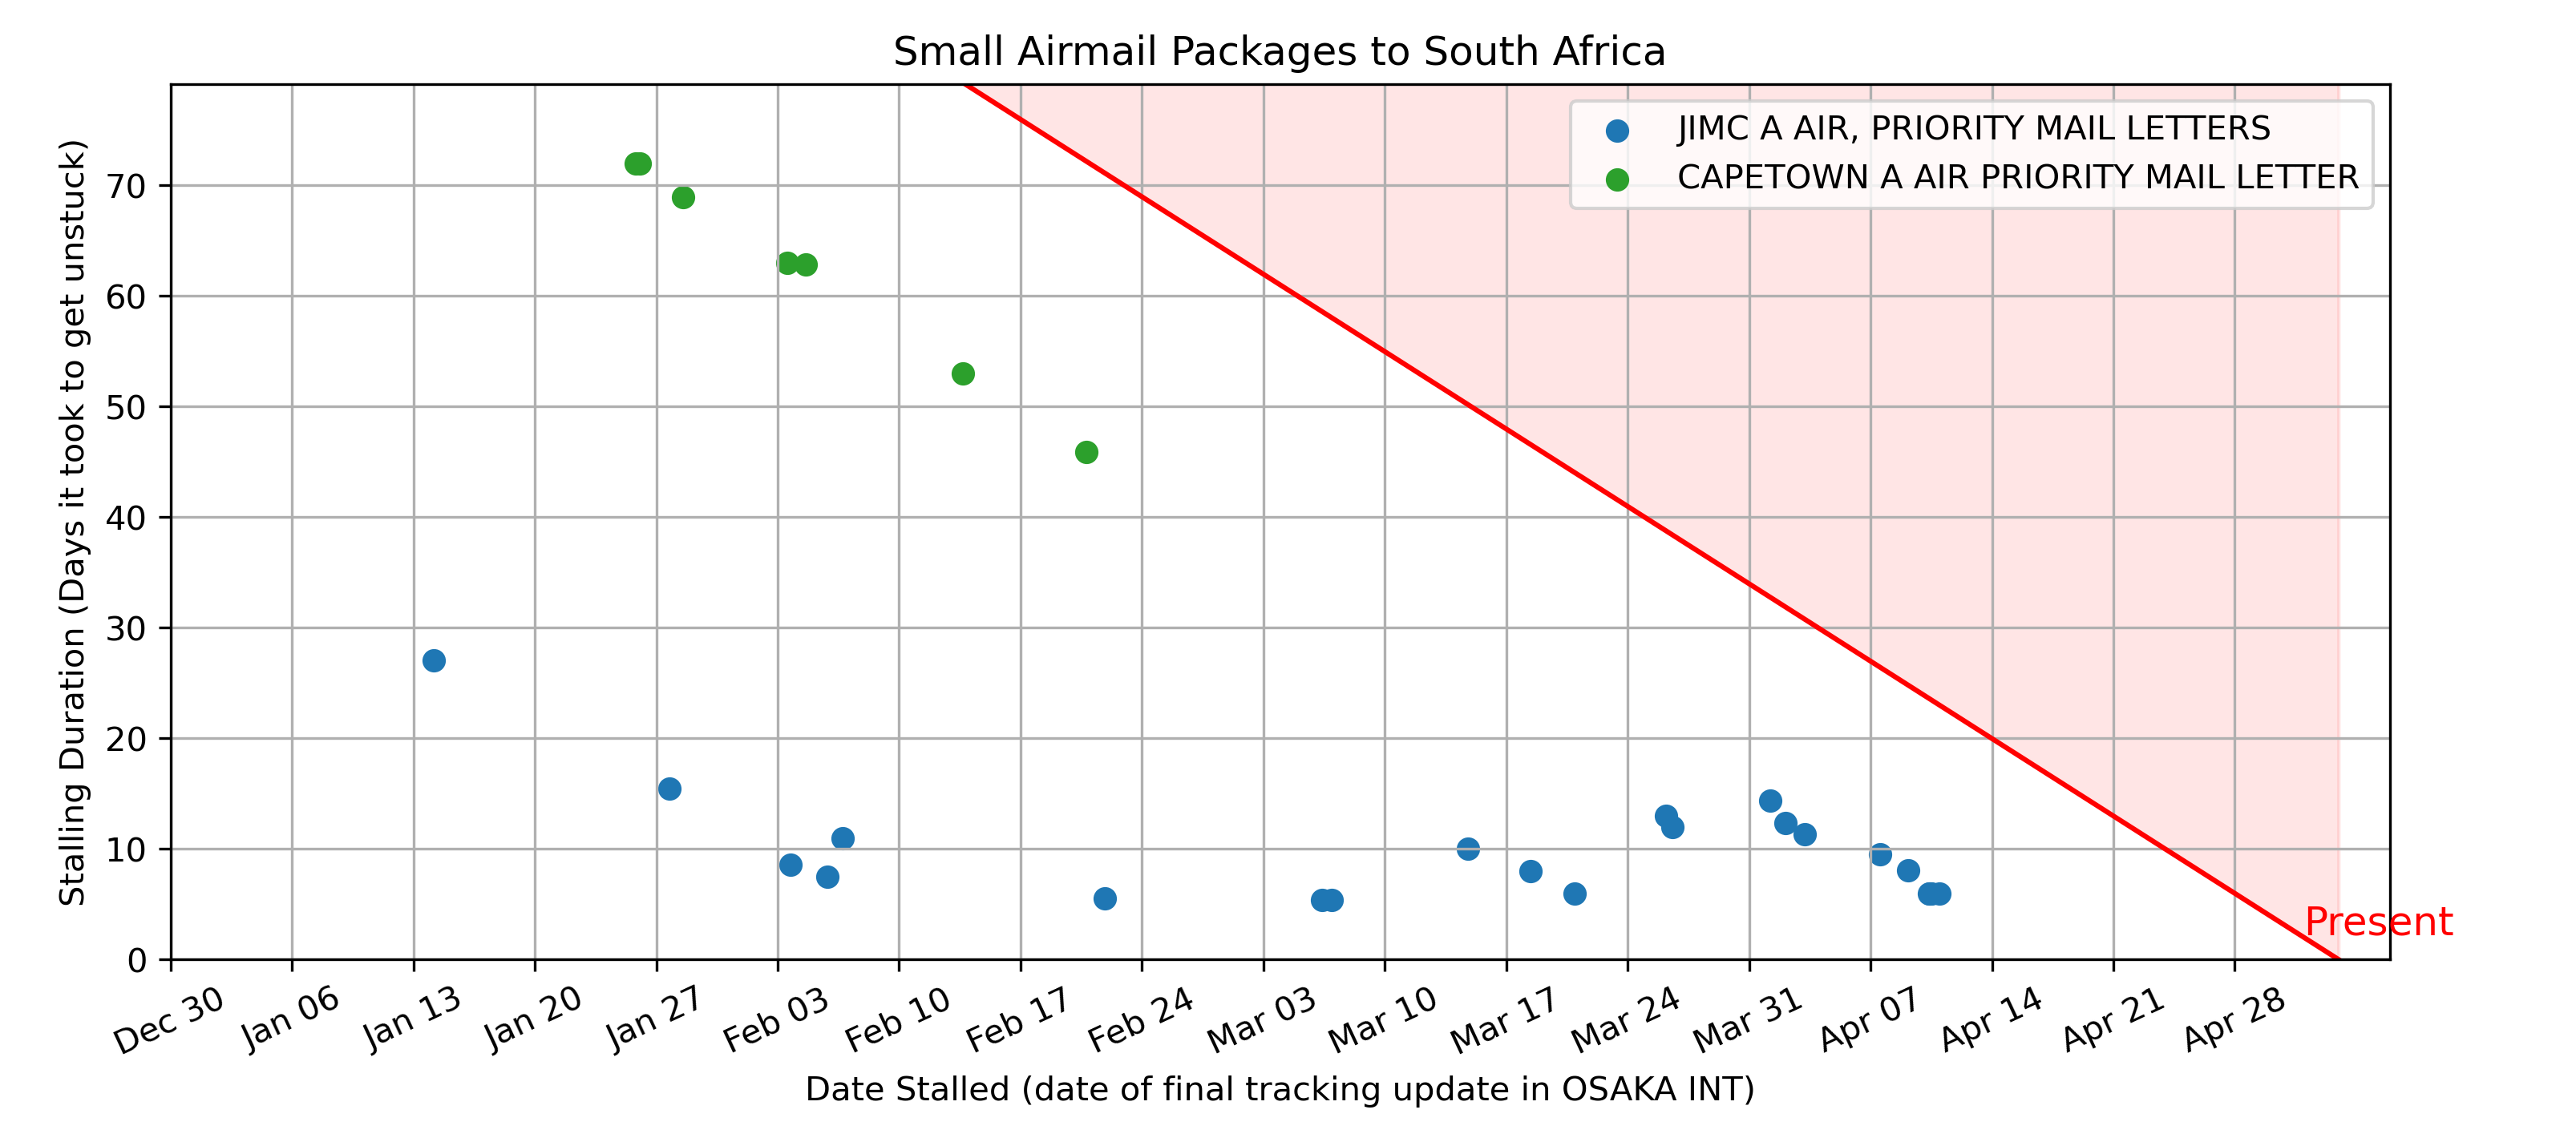 Small Airmail Packages to South Africa
JIMC A AIR, PRIORITY MAIL LETTERS
CAPETOWN A AIR PRIORITY MAIL LETTER
Stalling Duration (Days it took to get unstuck)
70
60
50
40
30
20
10
0
Present
Dec 30 Jan 06 Jan 13 Jan 20 Jan 27 Feb 03 Feb 10 Feb 17 Feb 24 Mar 03 Mar 10 Mar 17 Mar 24 Mar 31 Apr 07 Apr 14 Apr 21 Apr 28
Date Stalled (date of final tracking update in OSAKA INT)